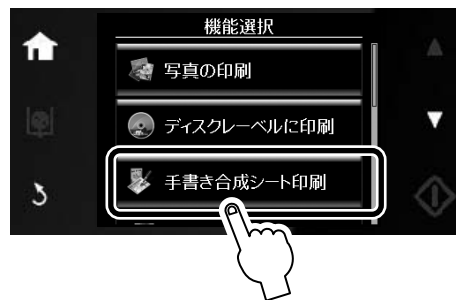 機能選択
写真の印刷
ディスクレーベルに印刷
手書き合成シート印刷